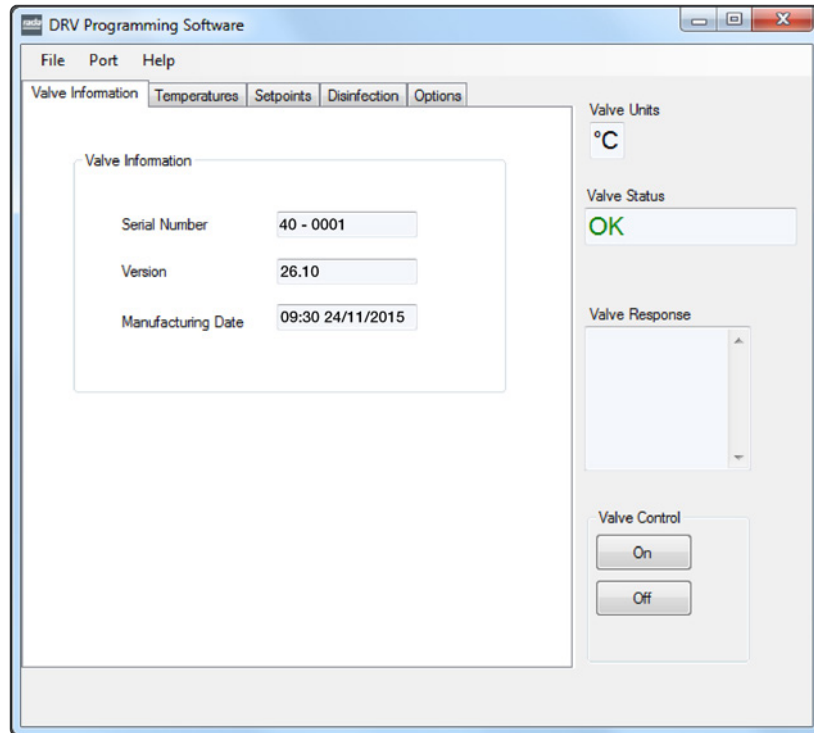 rada DRV Programming Software
File Port Help
Valve Information Temperatures Setpoints Disinfection Options
Valve Information
Serial Number 40 - 0001
Version 26.10
Manufacturing Date 09:30 24/11/2015
Valve Units
°C
Valve Status
OK
Valve Response
Valve Control
On
Off